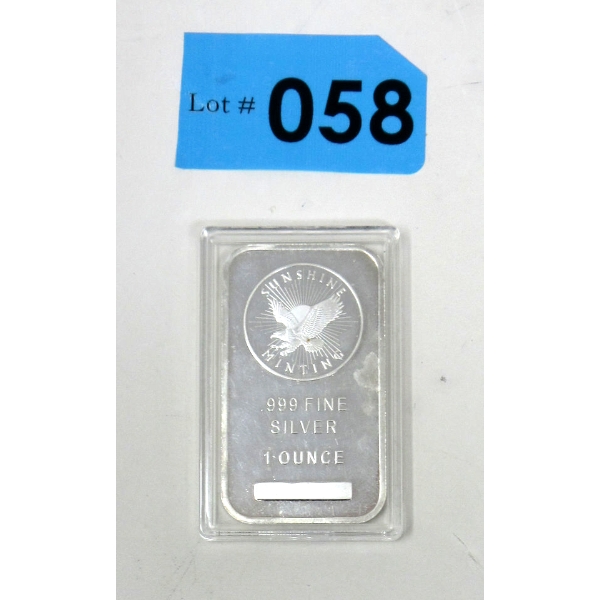 Lot # 058
SUNSHINE
MINTING
.999 FINE
SILVER
1 OUNCE